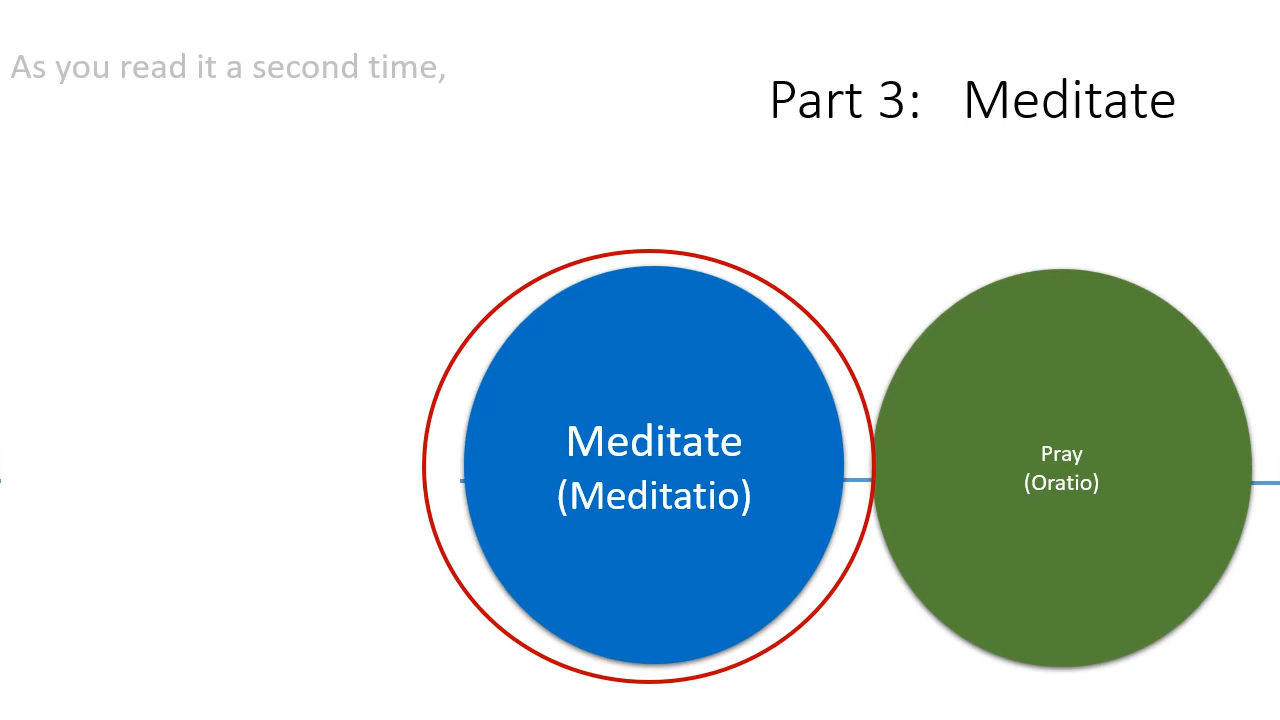 As you read it a second time,
Part 3: Meditate
Meditate
(Meditatio)
Pray
(Oratio)